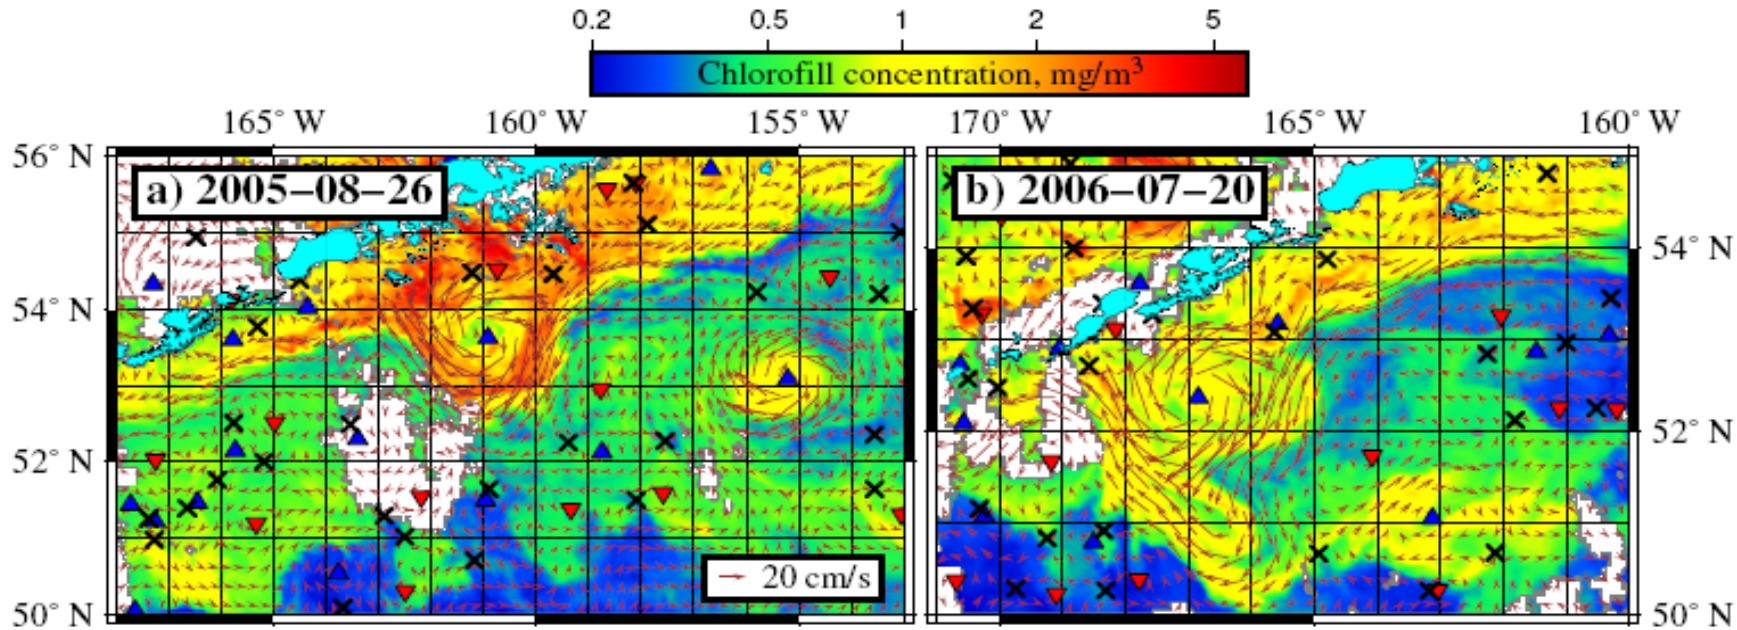 0.2 0.5 1 2 5
Chlorofill concentration, mg/m³
165° W 160° W 155° W 170° W 165° W 160° W
56° N
a) 2005–08–26 b) 2006–07–20
54° N 54° N
52° N 52° N
20 cm/s
50° N 50° N